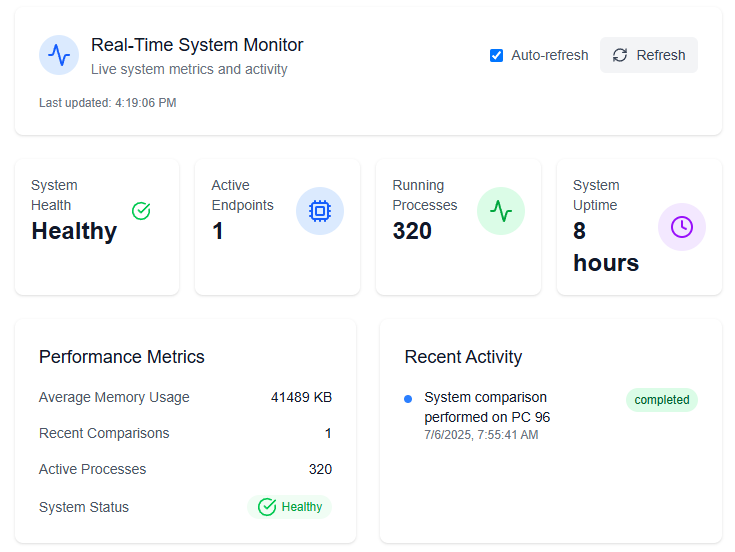 Real-Time System Monitor
Live system metrics and activity
Auto-refresh
Refresh
Last updated: 4:19:06 PM
System
Health
Healthy
Active
Endpoints
1
Running
Processes
320
System
Uptime
8
hours
Performance Metrics
Average Memory Usage 41489 KB
Recent Comparisons 1
Active Processes 320
System Status Healthy
Recent Activity
System comparison
performed on PC 96
7/6/2025, 7:55:41 AM
completed